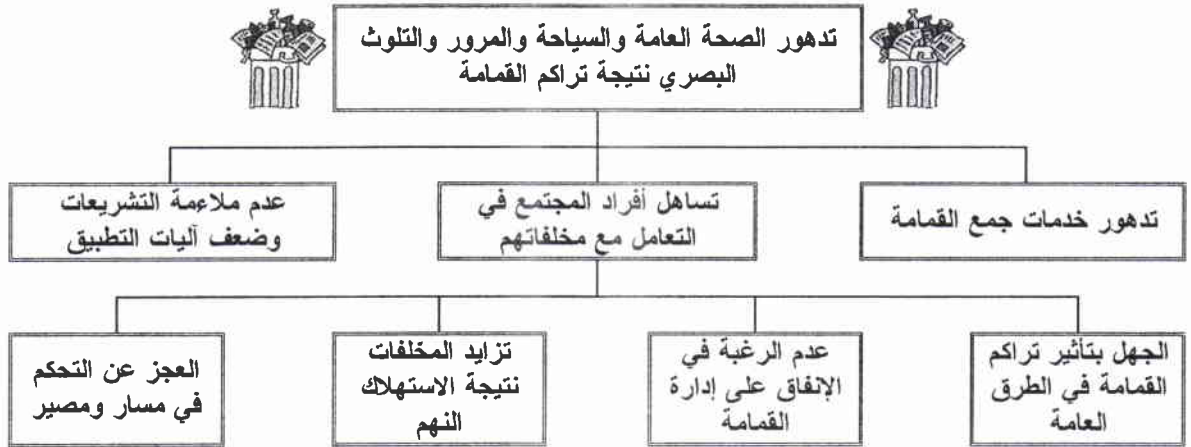 تدهور الصحة العامة والسياحة والمرور والتلوث
البصري نتيجة تراكم القمامة
تدهور خدمات جمع القمامة
تساهل أفراد المجتمع في
التعامل مع مخلفاتهم
عدم ملاءمة التشريعات
وضعف آليات التطبيق
الجهل بتأثير تراكم
القمامة في الطرق
العامة
عدم الرغبة في
الإنفاق على إدارة
القمامة
تزايد المخلفات
نتيجة الاستهلاك
النهم
العجز عن التحكم
في مسار ومصير